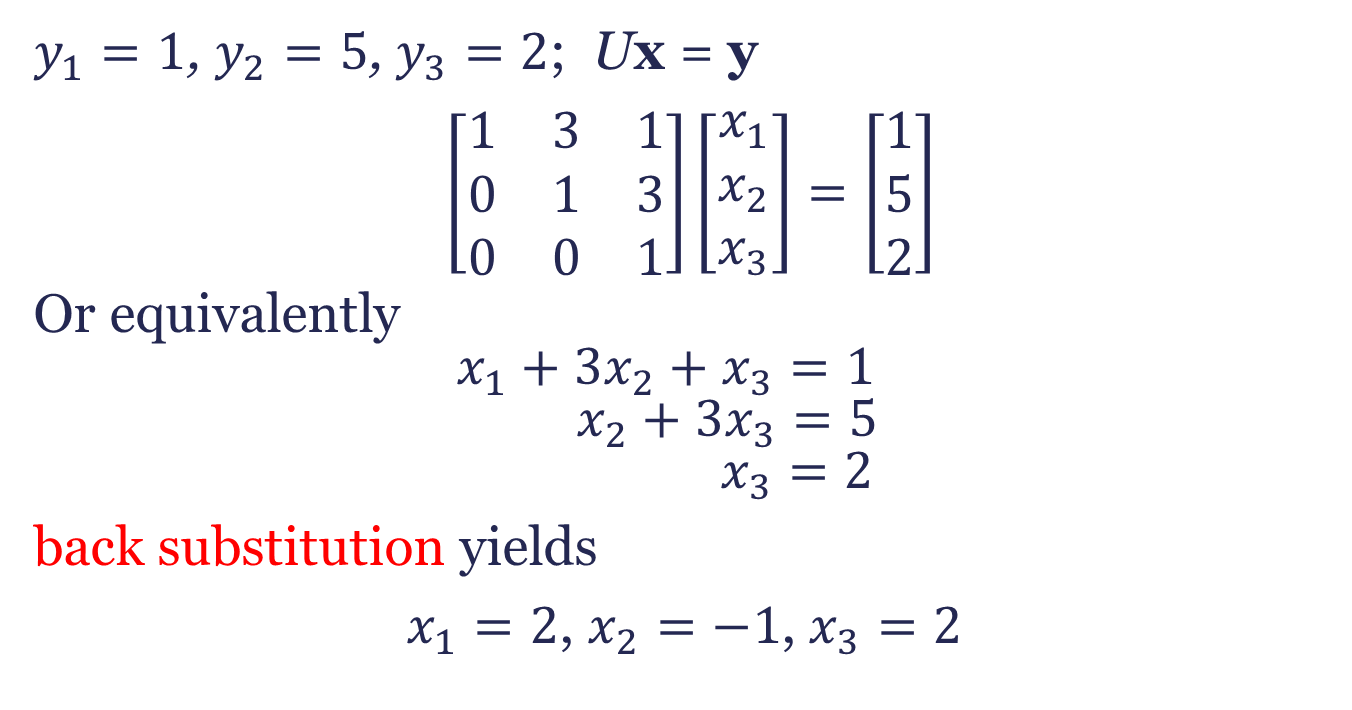 y₁ = 1, y₂ = 5, y₃ = 2; Ux = y
[1 3 1] [x₁] = [1]
[0 1 3] [x₂] = [5]
[0 0 1] [x₃] = [2]
Or equivalently
x₁ + 3x₂ + x₃ = 1
x₂ + 3x₃ = 5
x₃ = 2
back substitution yields
x₁ = 2, x₂ = −1, x₃ = 2